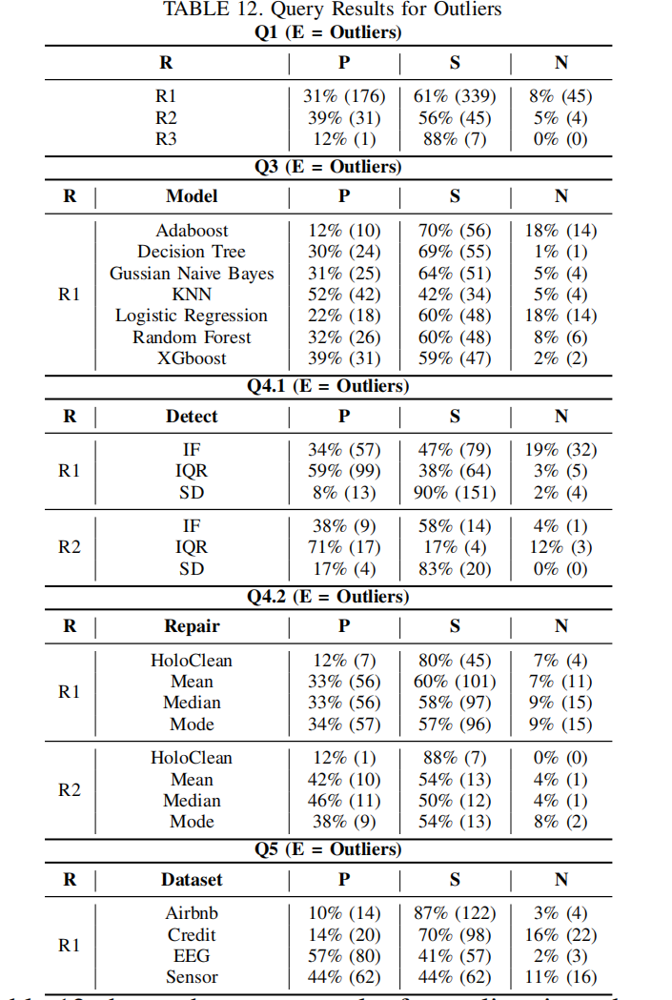 TABLE 12. Query Results for Outliers
Q1 (E = Outliers)
R P S N
R1 31% (176) 61% (339) 8% (45)
R2 39% (31) 56% (45) 5% (4)
R3 12% (1) 88% (7) 0% (0)
Q3 (E = Outliers)
R Model P S N
Adaboost 12% (10) 70% (56) 18% (14)
Decision Tree 30% (24) 69% (55) 1% (1)
Gussian Naive Bayes 31% (25) 64% (51) 5% (4)
R1 KNN 52% (42) 42% (34) 5% (4)
Logistic Regression 22% (18) 60% (48) 18% (14)
Random Forest 32% (26) 60% (48) 8% (6)
XGboost 39% (31) 59% (47) 2% (2)
Q4.1 (E = Outliers)
R Detect P S N
IF 34% (57) 47% (79) 19% (32)
R1 IQR 59% (99) 38% (64) 3% (5)
SD 8% (13) 90% (151) 2% (4)
IF 38% (9) 58% (14) 4% (1)
R2 IQR 71% (17) 17% (4) 12% (3)
SD 17% (4) 83% (20) 0% (0)
Q4.2 (E = Outliers)
R Repair P S N
HoloClean 12% (7) 80% (45) 7% (4)
R1 Mean 33% (56) 60% (101) 7% (11)
Median 33% (56) 58% (97) 9% (15)
Mode 34% (57) 57% (96) 9% (15)
HoloClean 12% (1) 88% (7) 0% (0)
R2 Mean 42% (10) 54% (13) 4% (1)
Median 46% (11) 50% (12) 4% (1)
Mode 38% (9) 54% (13) 8% (2)
Q5 (E = Outliers)
R Dataset P S N
Airbnb 10% (14) 87% (122) 3% (4)
R1 Credit 14% (20) 70% (98) 16% (22)
EEG 57% (80) 41% (57) 2% (3)
Sensor 44% (62) 44% (62) 11% (16)